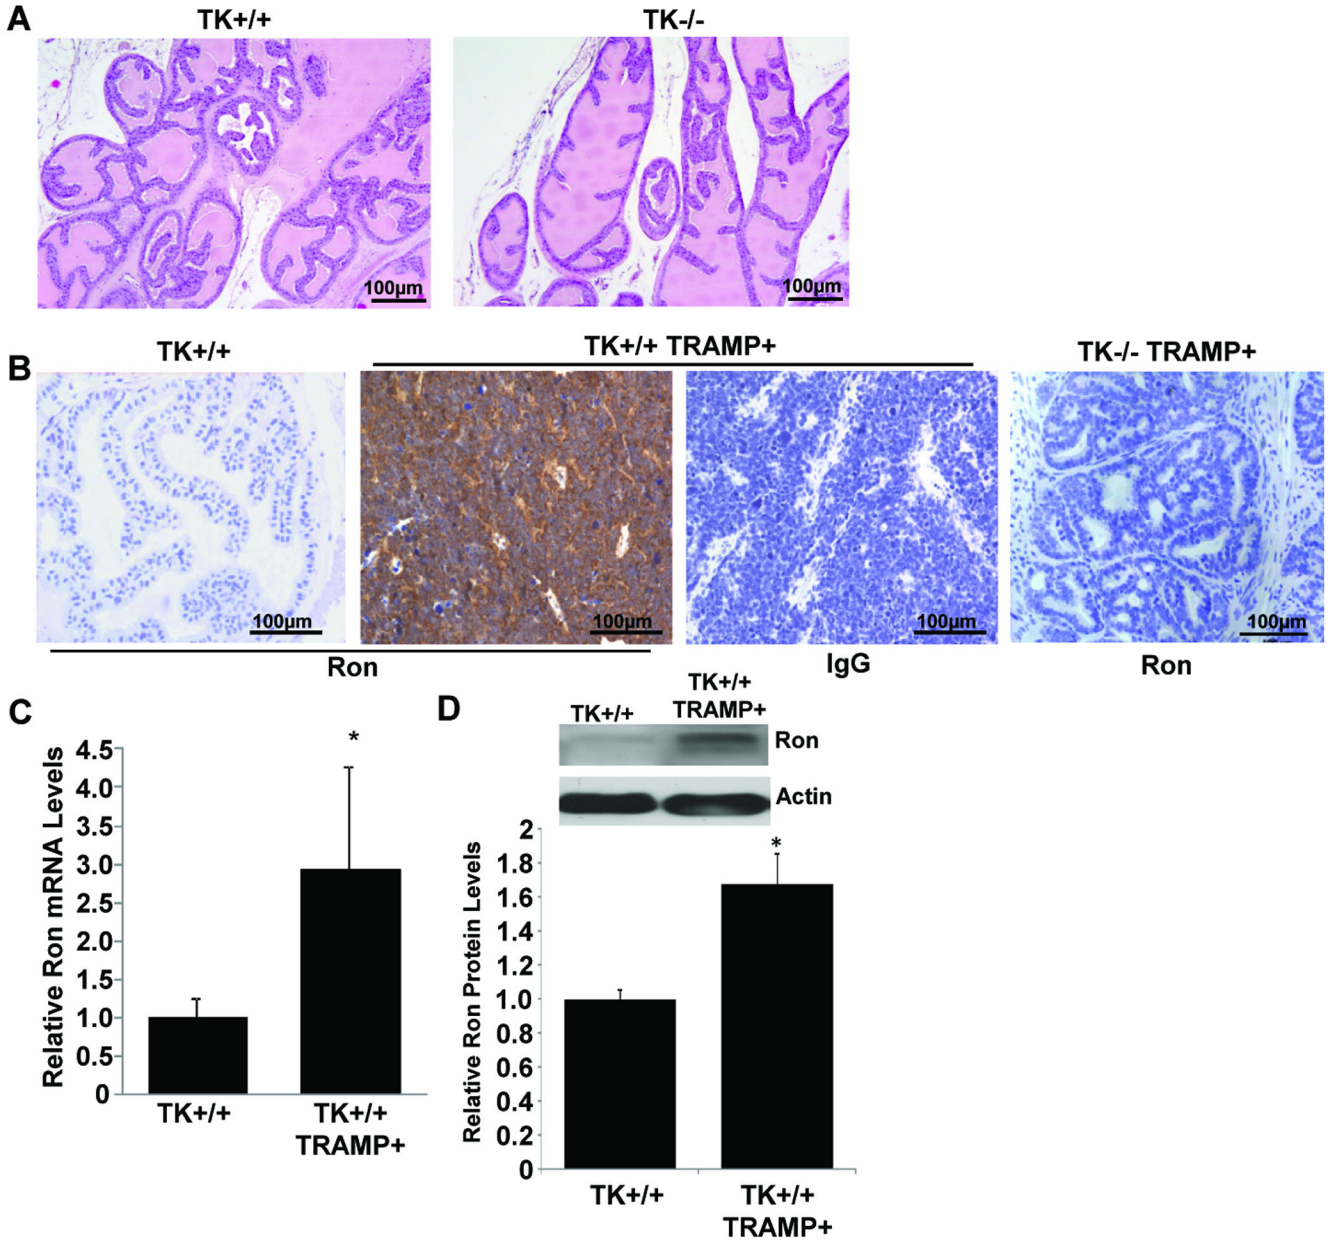 A
TK+/+
TK-/-
100µm
100µm
B
TK+/+
TK+/+ TRAMP+
TK-/- TRAMP+
100µm
100µm
100µm
100µm
Ron
IgG
Ron
C
Relative Ron mRNA Levels
4.5
4.0
3.5
3.0
2.5
2.0
1.5
1.0
0.5
0
*
TK+/+
TK+/+
TRAMP+
D
TK+/+
TK+/+
TRAMP+
Ron
Actin
Relative Ron Protein Levels
2
1.8
1.6
1.4
1.2
1.0
0.8
0.6
0.4
0.2
0
*
TK+/+
TK+/+
TRAMP+